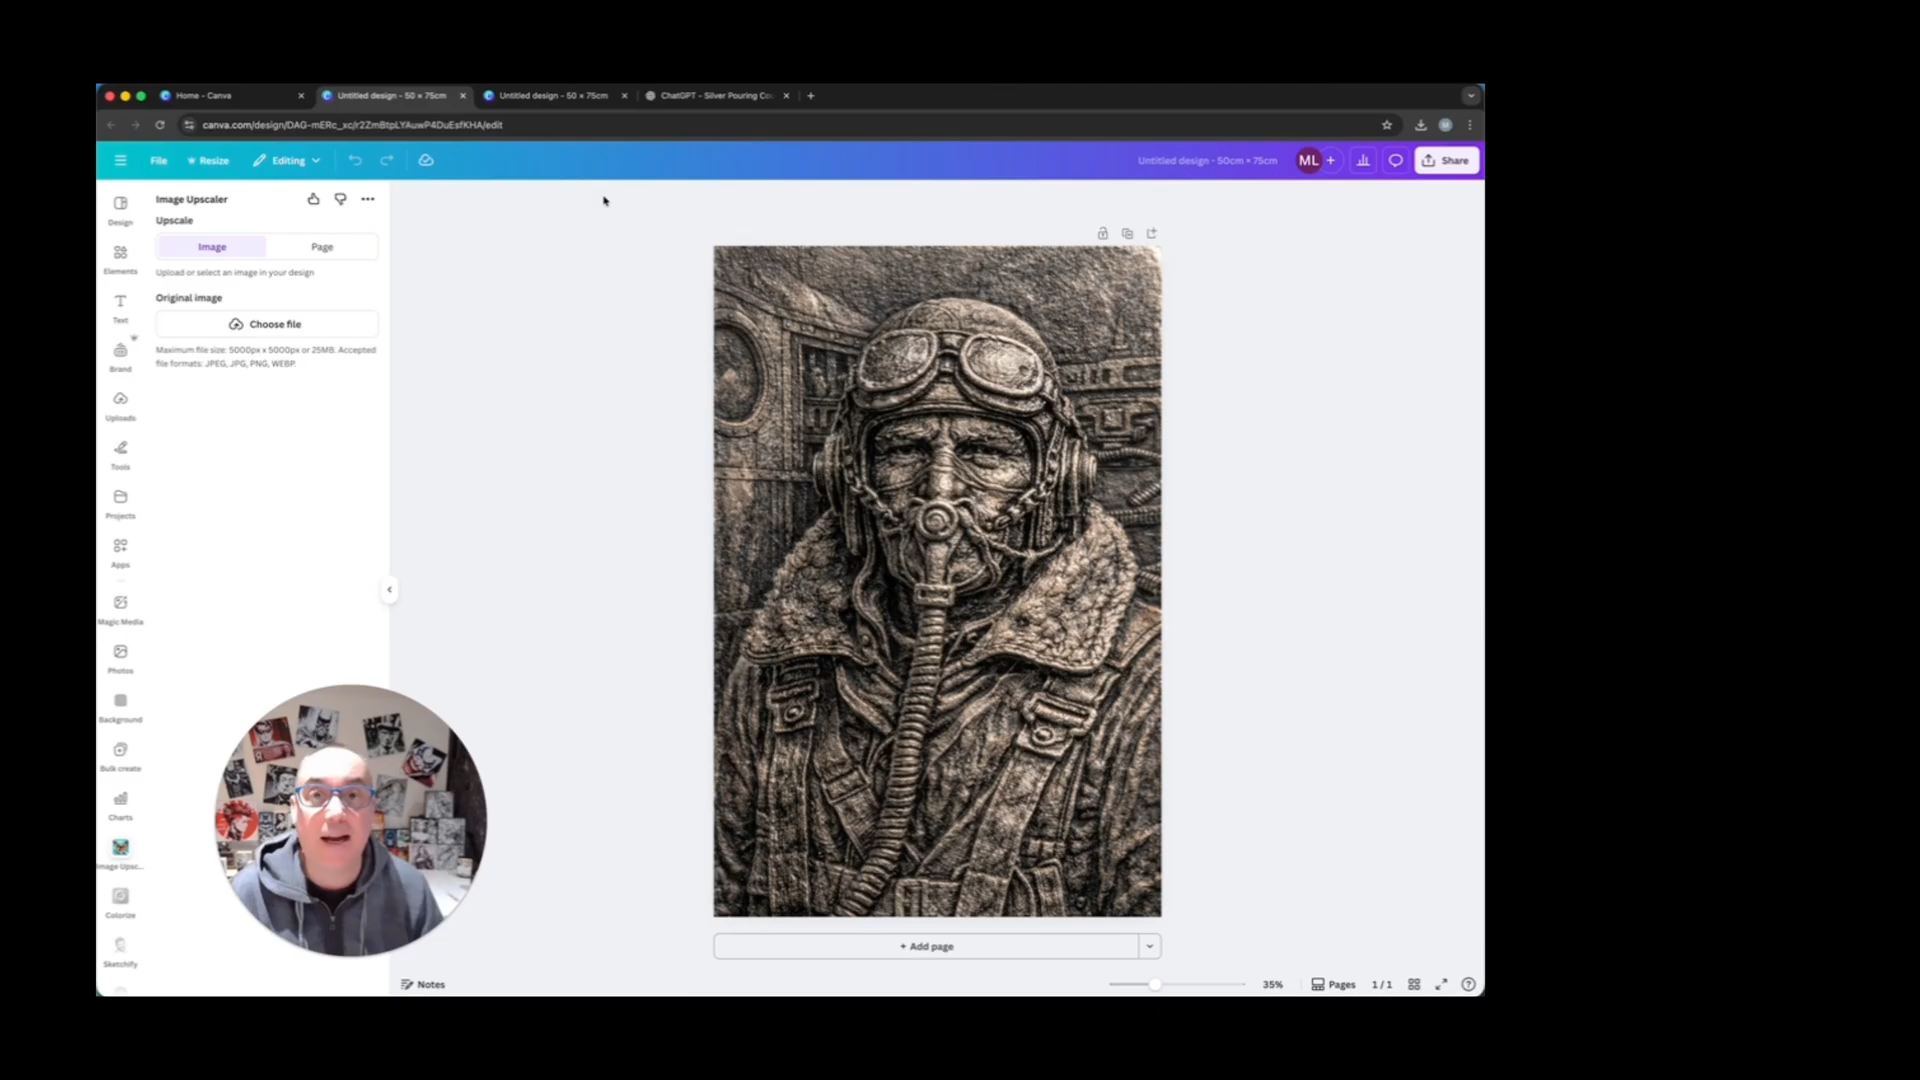 Home - Canva
Untitled design - 50 × 75cm
Untitled design - 50 × 75cm
ChatGPT - Silver Pouring Co
canva.com/design/DAG-mERc_xc/r2ZmBtpLYAuwP4DuEsfKHA/edit
File
Resize
Editing
Untitled design - 50cm × 75cm
ML
Share
Design
Elements
Text
Brand
Uploads
Tools
Projects
Apps
Magic Media
Photos
Background
Bulk create
Charts
Image Upsc...
Colorize
Sketchify
Image Upscaler
Upscale
Image
Page
Upload or select an image in your design
Original image
Choose file
Maximum file size: 5000px x 5000px or 25MB. Accepted
file formats: JPEG, JPG, PNG, WEBP.
+ Add page
Notes
35%
Pages
1 / 1